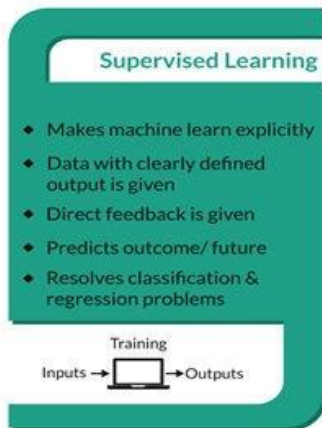 Supervised Learning
◆ Makes machine learn explicitly
◆ Data with clearly defined
output is given
◆ Direct feedback is given
◆ Predicts outcome/ future
◆ Resolves classification &
regression problems
Training
Inputs → → Outputs